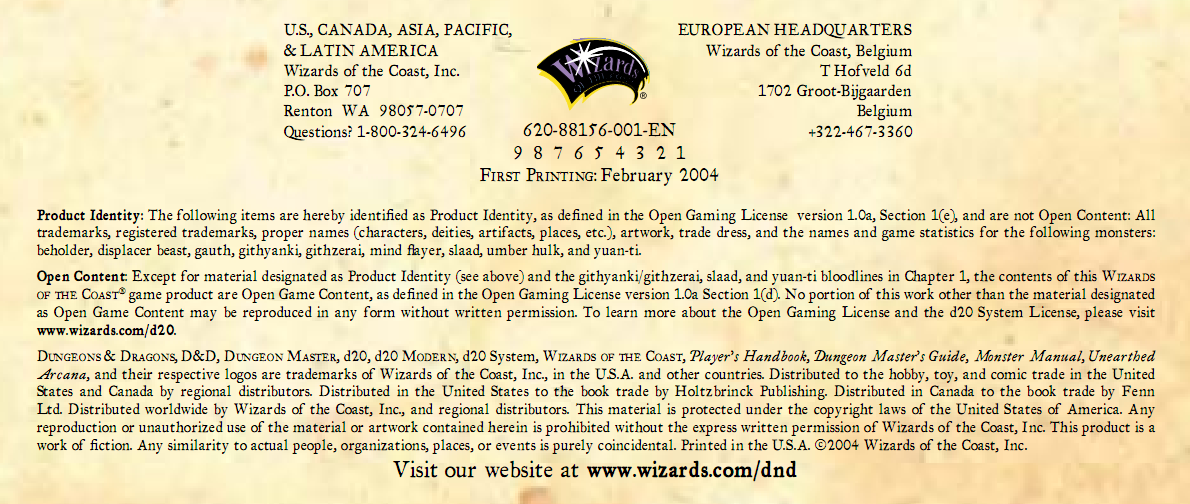 U.S., CANADA, ASIA, PACIFIC,
& LATIN AMERICA
Wizards of the Coast, Inc.
P.O. Box 707
Renton WA 98057-0707
Questions? 1-800-324-6496
Wizards
OF THE COAST
®
620-88156-001-EN
9 8 7 6 5 4 3 2 1
FIRST PRINTING: February 2004
EUROPEAN HEADQUARTERS
Wizards of the Coast, Belgium
T Hofveld 6d
1702 Groot-Bijgaarden
Belgium
+322-467-3360
Product Identity: The following items are hereby identified as Product Identity, as defined in the Open Gaming License version 1.0a, Section 1(e), and are not Open Content: All
trademarks, registered trademarks, proper names (characters, deities, artifacts, places, etc.), artwork, trade dress, and the names and game statistics for the following monsters:
beholder, displacer beast, gauth, githyanki, githzerai, mind flayer, slaad, umber hulk, and yuan-ti.
Open Content: Except for material designated as Product Identity (see above) and the githyanki/githzerai, slaad, and yuan-ti bloodlines in Chapter 1, the contents of this WIZARDS
OF THE COAST® game product are Open Game Content, as defined in the Open Gaming License version 1.0a Section 1(d). No portion of this work other than the material designated
as Open Game Content may be reproduced in any form without written permission. To learn more about the Open Gaming License and the d20 System License, please visit
www.wizards.com/d20.
DUNGEONS & DRAGONS, D&D, DUNGEON MASTER, d20, d20 MODERN, d20 System, WIZARDS OF THE COAST, Player's Handbook, Dungeon Master's Guide, Monster Manual, Unearthed
Arcana, and their respective logos are trademarks of Wizards of the Coast, Inc., in the U.S.A. and other countries. Distributed to the hobby, toy, and comic trade in the United
States and Canada by regional distributors. Distributed in the United States to the book trade by Holtzbrinck Publishing. Distributed in Canada to the book trade by Fenn
Ltd. Distributed worldwide by Wizards of the Coast, Inc., and regional distributors. This material is protected under the copyright laws of the United States of America. Any
reproduction or unauthorized use of the material or artwork contained herein is prohibited without the express written permission of Wizards of the Coast, Inc. This product is a
work of fiction. Any similarity to actual people, organizations, places, or events is purely coincidental. Printed in the U.S.A. ©2004 Wizards of the Coast, Inc.
Visit our website at www.wizards.com/dnd